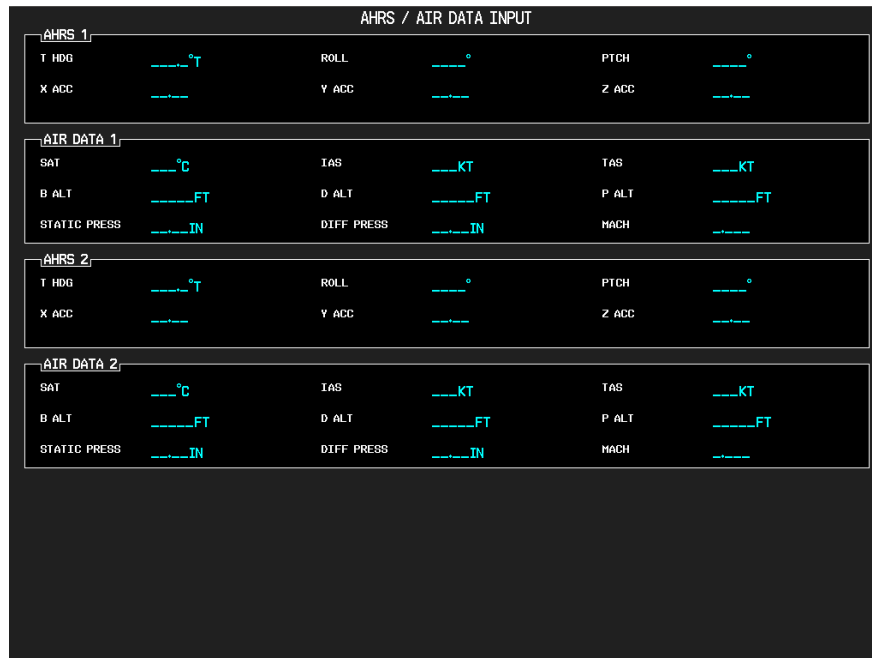 AHRS / AIR DATA INPUT
AHRS 1
T HDG ___._°T ROLL ____° PTCH ____°
X ACC __.__ Y ACC __.__ Z ACC __.__
AIR DATA 1
SAT ___°C IAS ___KT TAS ___KT
B ALT _____FT D ALT _____FT P ALT _____FT
STATIC PRESS __.__IN DIFF PRESS __.__IN MACH _.___
AHRS 2
T HDG ___._°T ROLL ____° PTCH ____°
X ACC __.__ Y ACC __.__ Z ACC __.__
AIR DATA 2
SAT ___°C IAS ___KT TAS ___KT
B ALT _____FT D ALT _____FT P ALT _____FT
STATIC PRESS __.__IN DIFF PRESS __.__IN MACH _.___